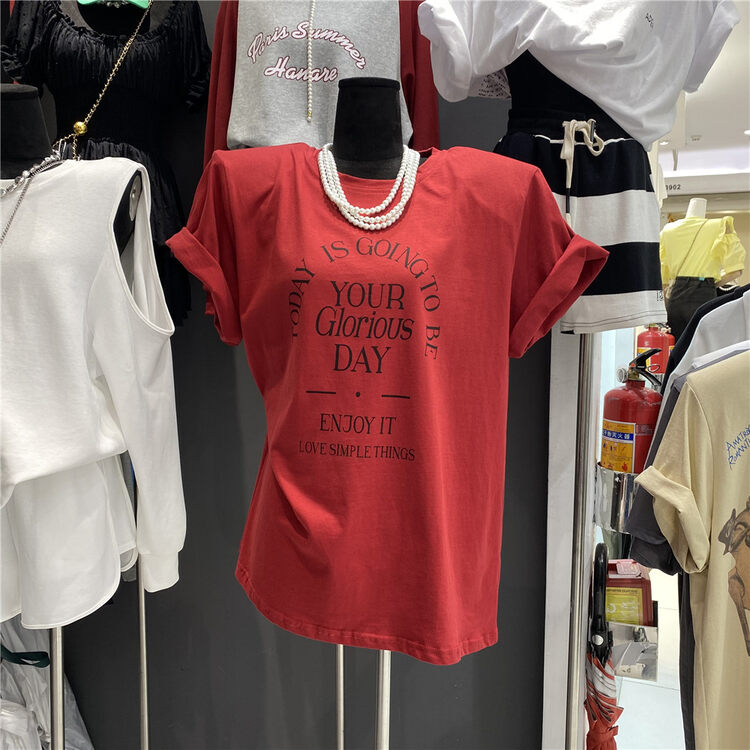 Paris Summer
Hanare
TODAY IS GOING TO BE
YOUR
Glorious
DAY
ENJOY IT
LOVE SIMPLE THINGS